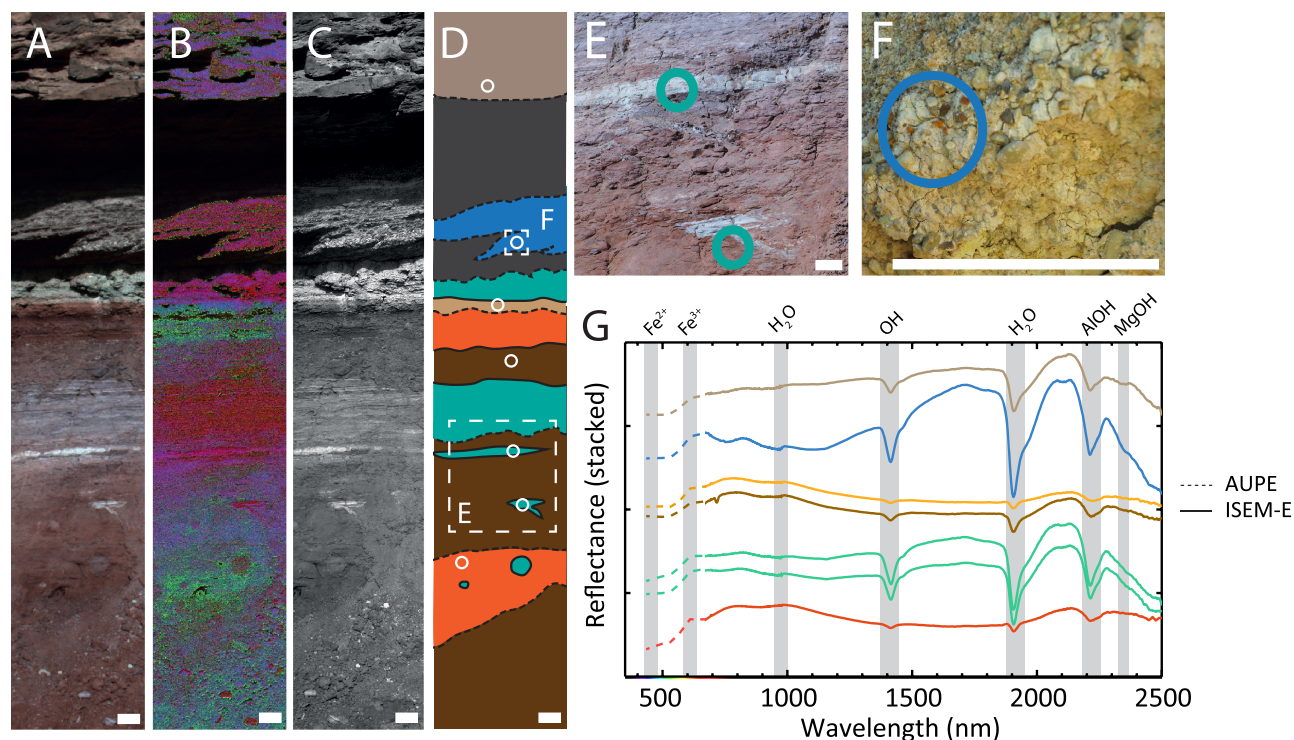 A
B
C
D
E
F
F
E
G
Fe2+
Fe3+
H2O
OH
H2O
AlOH
MgOH
Reflectance (stacked)
AUPE
ISEM-E
500
1000
1500
2000
2500
Wavelength (nm)